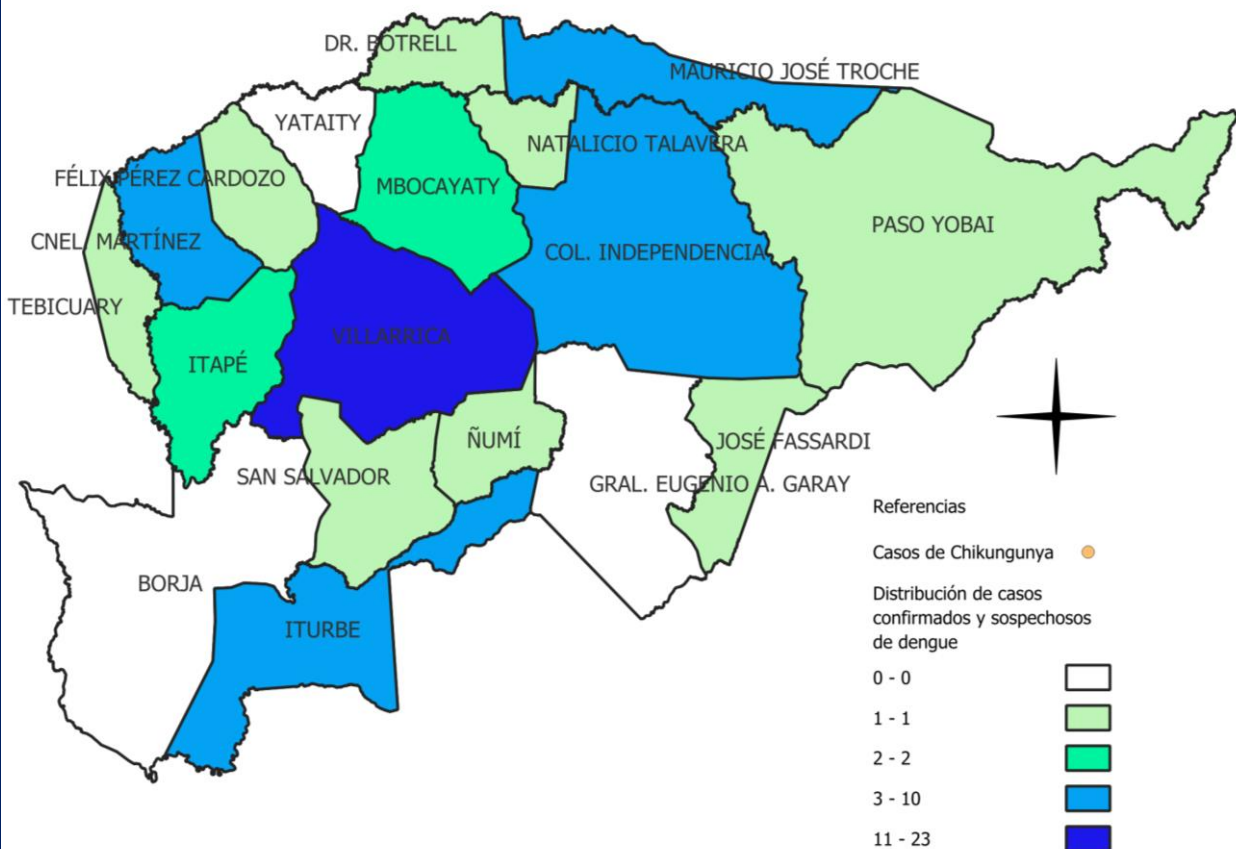 DR. BOTRELL
MAURICIO JOSÉ TROCHE
YATAITY
NATALICIO TALAVERA
FÉLIX PÉREZ CARDOZO
MBOCAYATY
PASO YOBAI
CNEL. MARTÍNEZ
COL. INDEPENDENCIA
TEBICUARY
VILLARRICA
ITAPÉ
ÑUMÍ
JOSÉ FASSARDI
SAN SALVADOR
GRAL. EUGENIO A. GARAY
BORJA
ITURBE
Referencias
Casos de Chikungunya
Distribución de casos
confirmados y sospechosos
de dengue
0 - 0
1 - 1
2 - 2
3 - 10
11 - 23